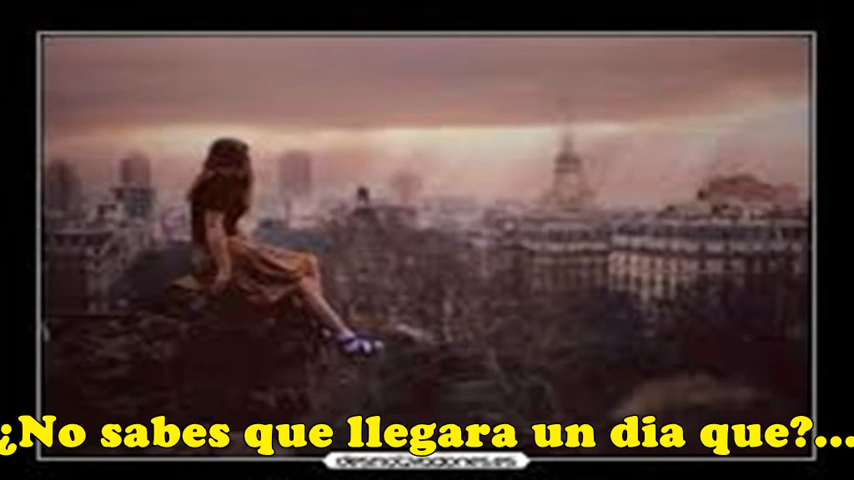 ¿No sabes que llegara un dia que?...
desmotivaciones.es